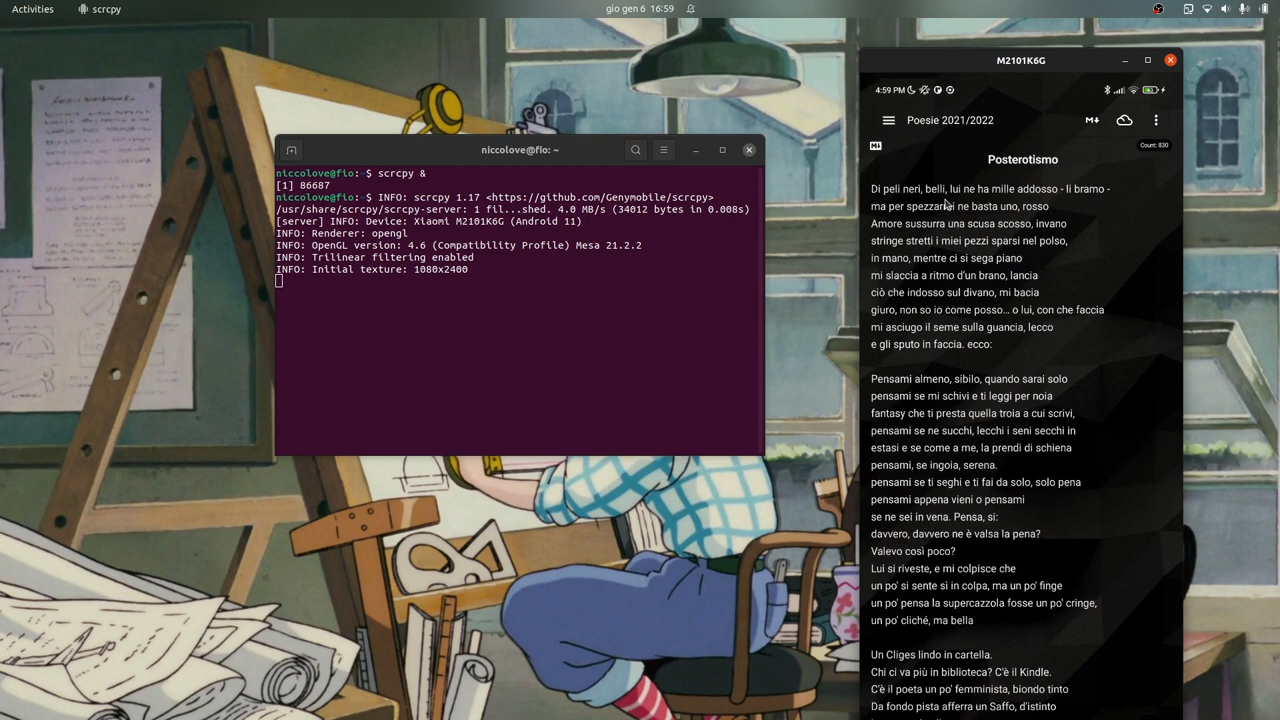 Activities
scrcpy
gio gen 6 16:59
niccolove@fio: ~
niccolove@fio:~$ scrcpy &
[1] 86687
niccolove@fio:~$ INFO: scrcpy 1.17 <https://github.com/Genymobile/scrcpy>
/usr/share/scrcpy/scrcpy-server: 1 fil...shed. 4.0 MB/s (34012 bytes in 0.008s)
[server] INFO: Device: Xiaomi M2101K6G (Android 11)
INFO: Renderer: opengl
INFO: OpenGL version: 4.6 (Compatibility Profile) Mesa 21.2.2
INFO: Trilinear filtering enabled
INFO: Initial texture: 1080x2400
M2101K6G
4:59 PM
Poesie 2021/2022
M
Count: 830
Posterotismo
Di peli neri, belli, lui ne ha mille addosso - li bramo -
ma per spezzarci ne basta uno, rosso
Amore sussurra una scusa scosso, invano
stringe stretti i miei pezzi sparsi nel polso,
in mano, mentre ci si sega piano
mi slaccia a ritmo d'un brano, lancia
ciò che indosso sul divano, mi bacia
giuro, non so io come posso... o lui, con che faccia
mi asciugo il seme sulla guancia, lecco
e gli sputo in faccia. ecco:
Pensami almeno, sibilo, quando sarai solo
pensami se mi schivi e ti leggi per noia
fantasy che ti presta quella troia a cui scrivi,
pensami se ne succhi, lecchi i seni secchi in
estasi e se come a me, la prendi di schiena
pensami, se ingoia, serena.
pensami se ti seghi e ti fai da solo, solo pena
pensami appena vieni o pensami
se ne sei in vena. Pensa, si:
davvero, davvero ne è valsa la pena?
Valevo così poco?
Lui si riveste, e mi colpisce che
un po' si sente sì in colpa, ma un po' finge
un po' pensa la supercazzola fosse un po' cringe,
un po' cliché, ma bella
Un Cliges lindo in cartella.
Chi ci va più in biblioteca? C'è il Kindle.
C'è il poeta un po' femminista, biondo tinto
Da fondo pista afferra un Saffo, d'istinto